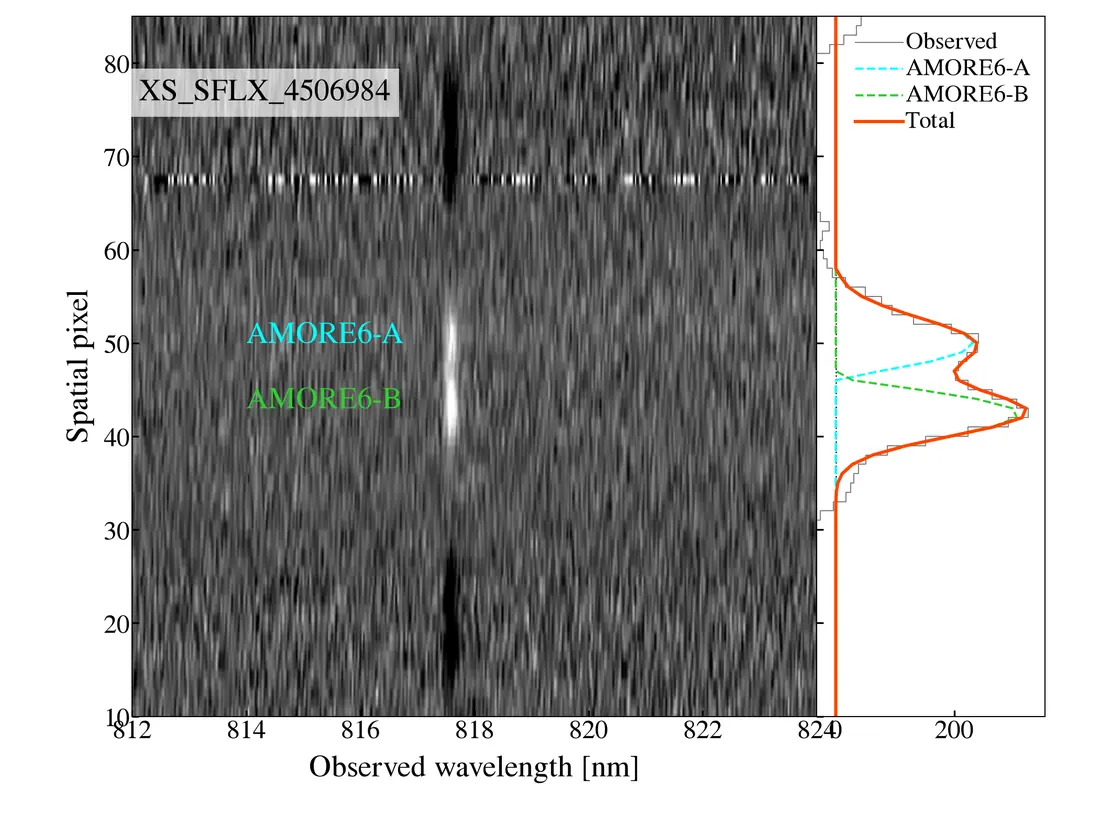 XS_SFLX_4506984
AMORE6-A
AMORE6-B
Observed
AMORE6-A
AMORE6-B
Total
80
70
60
50
40
30
20
10
Spatial pixel
812
814
816
818
820
822
824
0
200
Observed wavelength [nm]